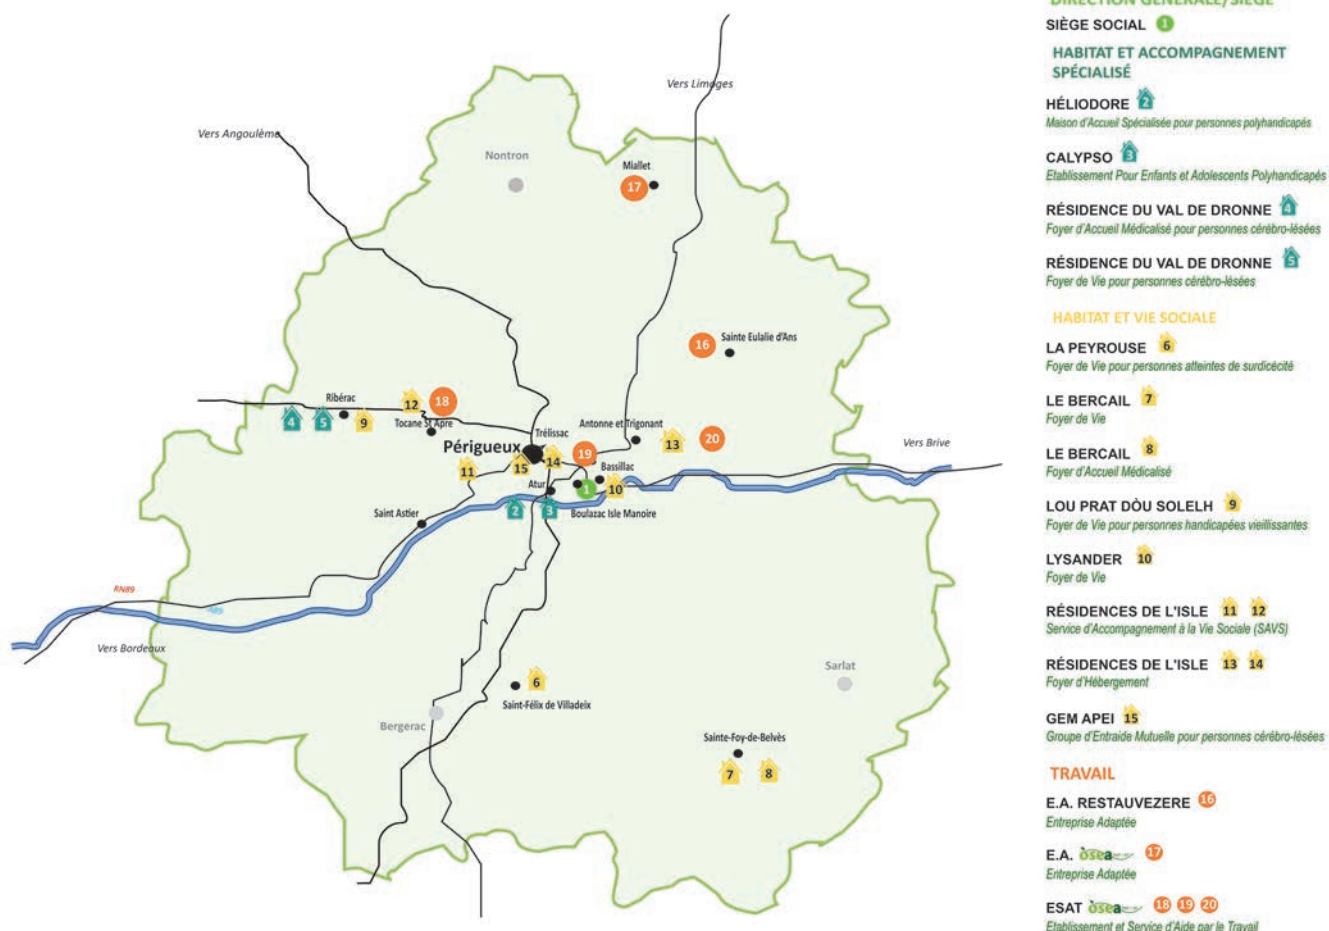 Vers Limoges
Vers Angoulème
Nontron
Miallet
17
16
Sainte Eulalie d'Ans
Ribérac
12
18
4
5
9
Tocane St Apre
Trélissac
Antonne et Trigonant
13
20
Périgueux
19
Vers Brive
11
15
14
Bassillac
Atur
1
10
Saint Astier
2
3
Boulazac Isle Manoire
RN89
Vers Bordeaux
6
Saint-Félix de Villadeix
Sarlat
Bergerac
Sainte-Foy-de-Belvès
7
8
DIRECTION GÉNÉRALE/SIÈGE
SIÈGE SOCIAL 1
HABITAT ET ACCOMPAGNEMENT
SPÉCIALISÉ
HÉLIODORE 2
Maison d'Accueil Spécialisée pour personnes polyhandicapés
CALYPSO 3
Etablissement Pour Enfants et Adolescents Polyhandicapés
RÉSIDENCE DU VAL DE DRONNE 4
Foyer d'Accueil Médicalisé pour personnes cérébro-lésées
RÉSIDENCE DU VAL DE DRONNE 5
Foyer de Vie pour personnes cérébro-lésées
HABITAT ET VIE SOCIALE
LA PEYROUSE 6
Foyer de Vie pour personnes atteintes de surdicécité
LE BERCAIL 7
Foyer de Vie
LE BERCAIL 8
Foyer d'Accueil Médicalisé
LOU PRAT DÒU SOLELH 9
Foyer de Vie pour personnes handicapées vieillissantes
LYSANDER 10
Foyer de Vie
RÉSIDENCES DE L'ISLE 11 12
Service d'Accompagnement à la Vie Sociale (SAVS)
RÉSIDENCES DE L'ISLE 13 14
Foyer d'Hébergement
GEM APEI 15
Groupe d'Entraide Mutuelle pour personnes cérébro-lésées
TRAVAIL
E.A. RESTAUVEZERE 16
Entreprise Adaptée
E.A. òsea 17
Entreprise Adaptée
ESAT òsea 18 19 20
Etablissement et Service d'Aide par le Travail